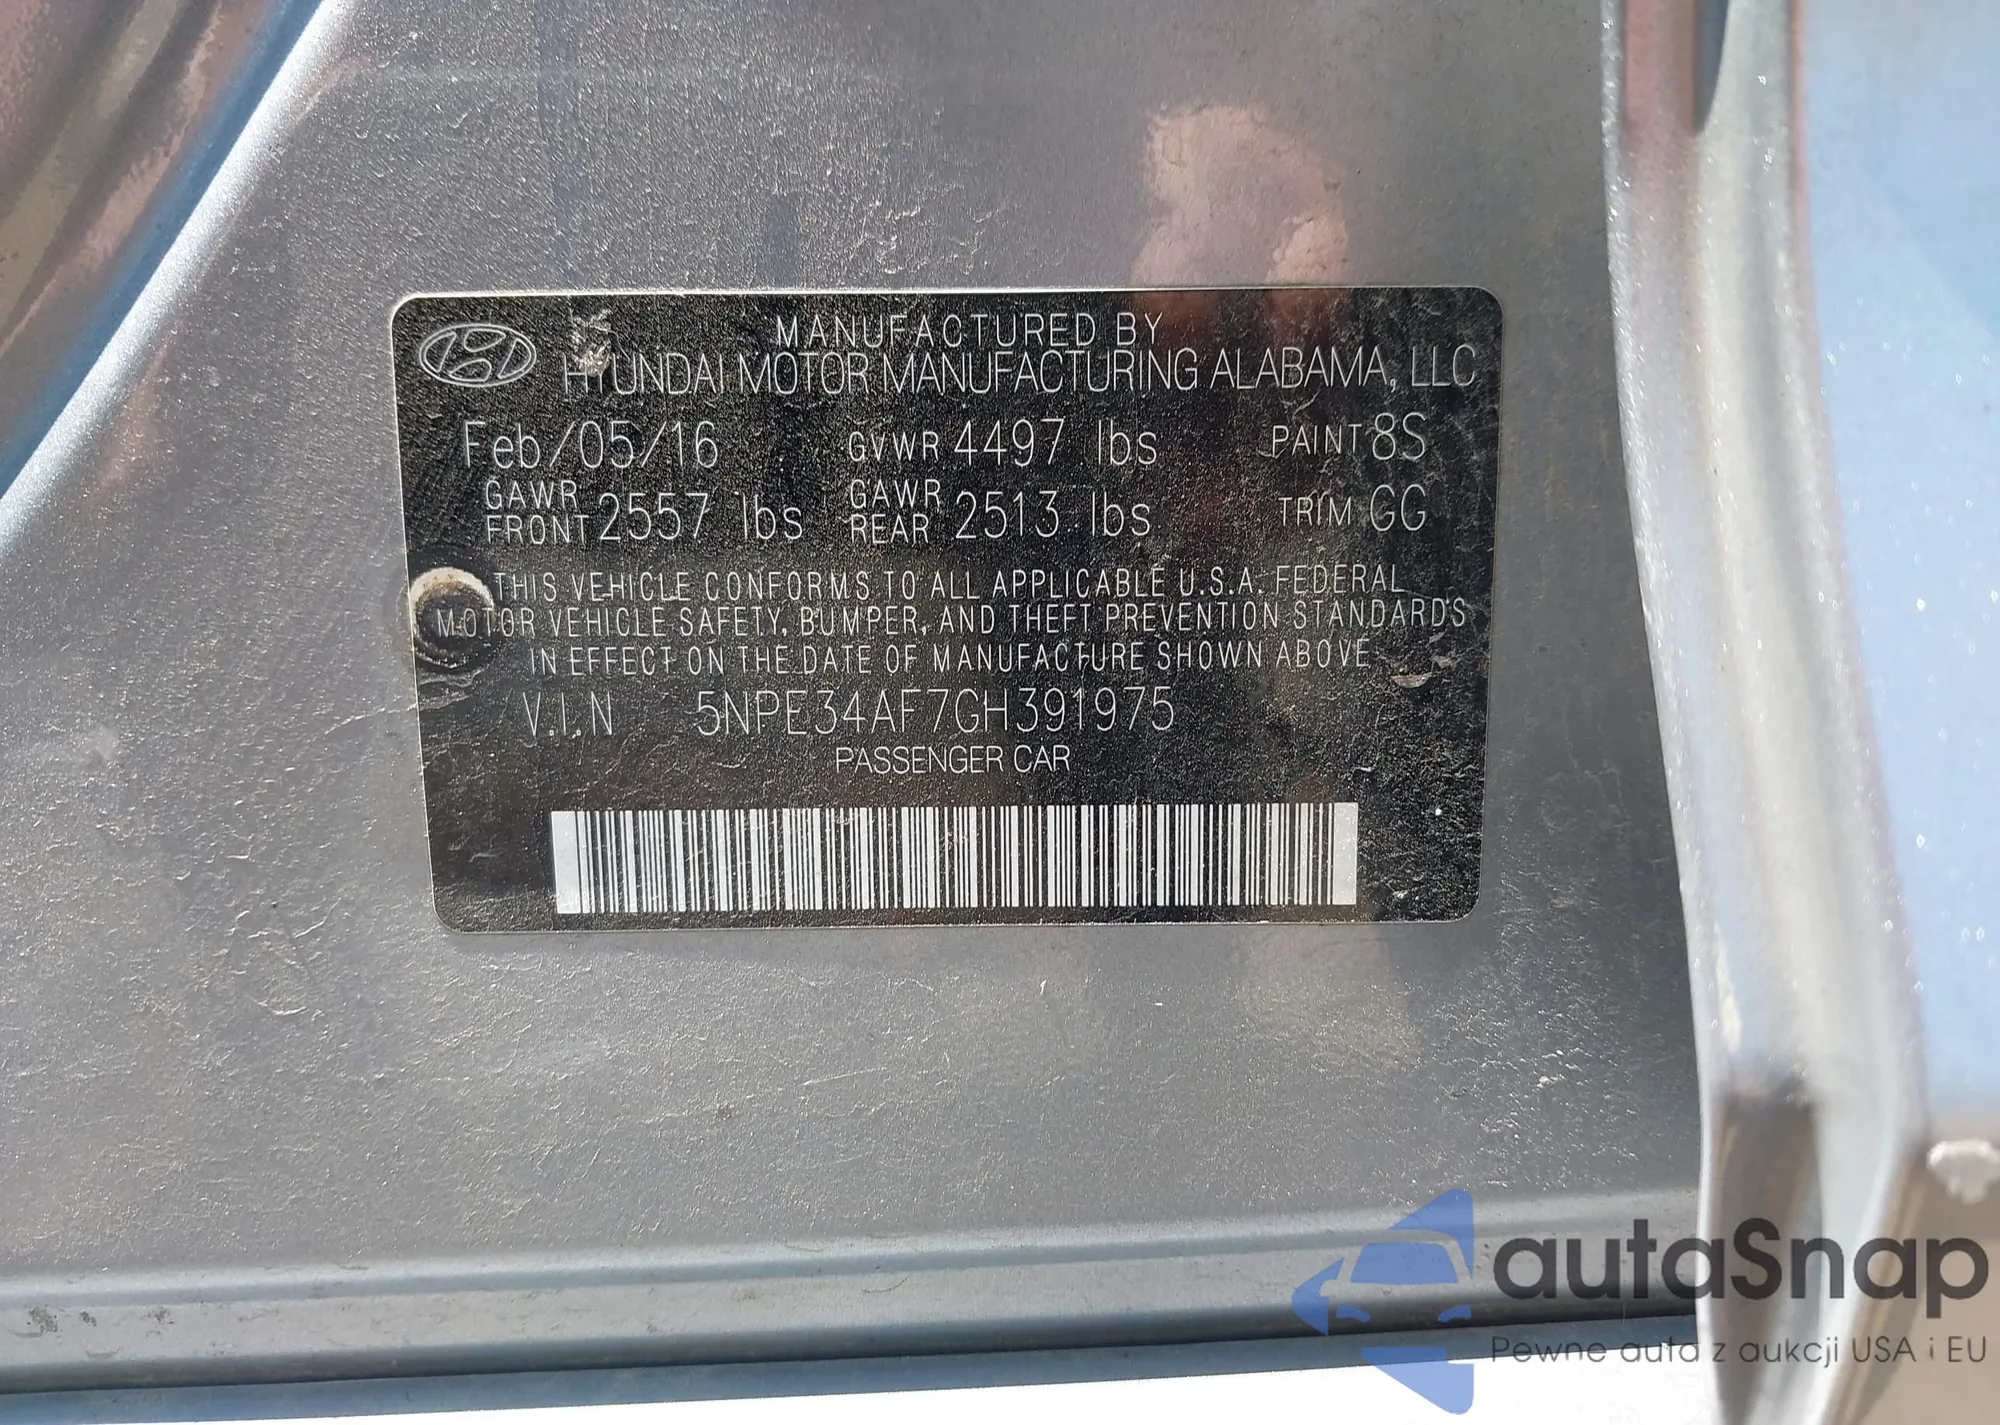 MANUFACTURED BY
HYUNDAI MOTOR MANUFACTURING ALABAMA, LLC
Feb/05/16 GVWR 4497 lbs PAINT 8S
GAWR FRONT 2557 lbs GAWR REAR 2513 lbs TRIM GG
THIS VEHICLE CONFORMS TO ALL APPLICABLE U.S.A. FEDERAL
MOTOR VEHICLE SAFETY, BUMPER, AND THEFT PREVENTION STANDARDS
IN EFFECT ON THE DATE OF MANUFACTURE SHOWN ABOVE
V.I.N 5NPE34AF7GH391975
PASSENGER CAR
autaSnap
Pewne auta z aukcji USA i EU